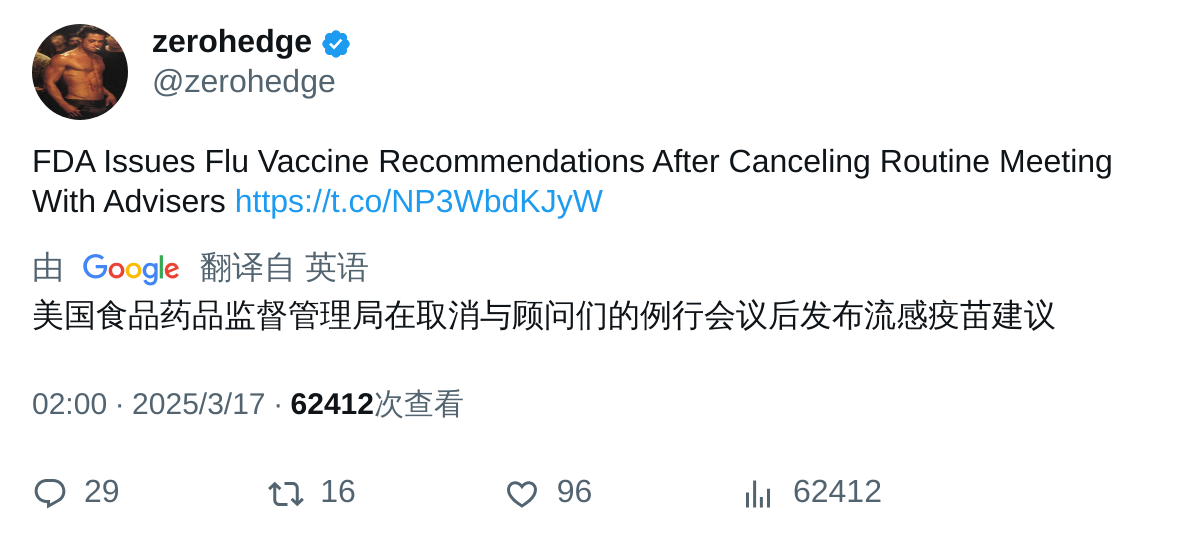 zerohedge
@zerohedge
FDA Issues Flu Vaccine Recommendations After Canceling Routine Meeting
With Advisers https://t.co/NP3WbdKJyW
由 Google 翻译自 英语
美国食品药品监督管理局在取消与顾问们的例行会议后发布流感疫苗建议
02:00 · 2025/3/17 · 62412次查看
29 16 96 62412